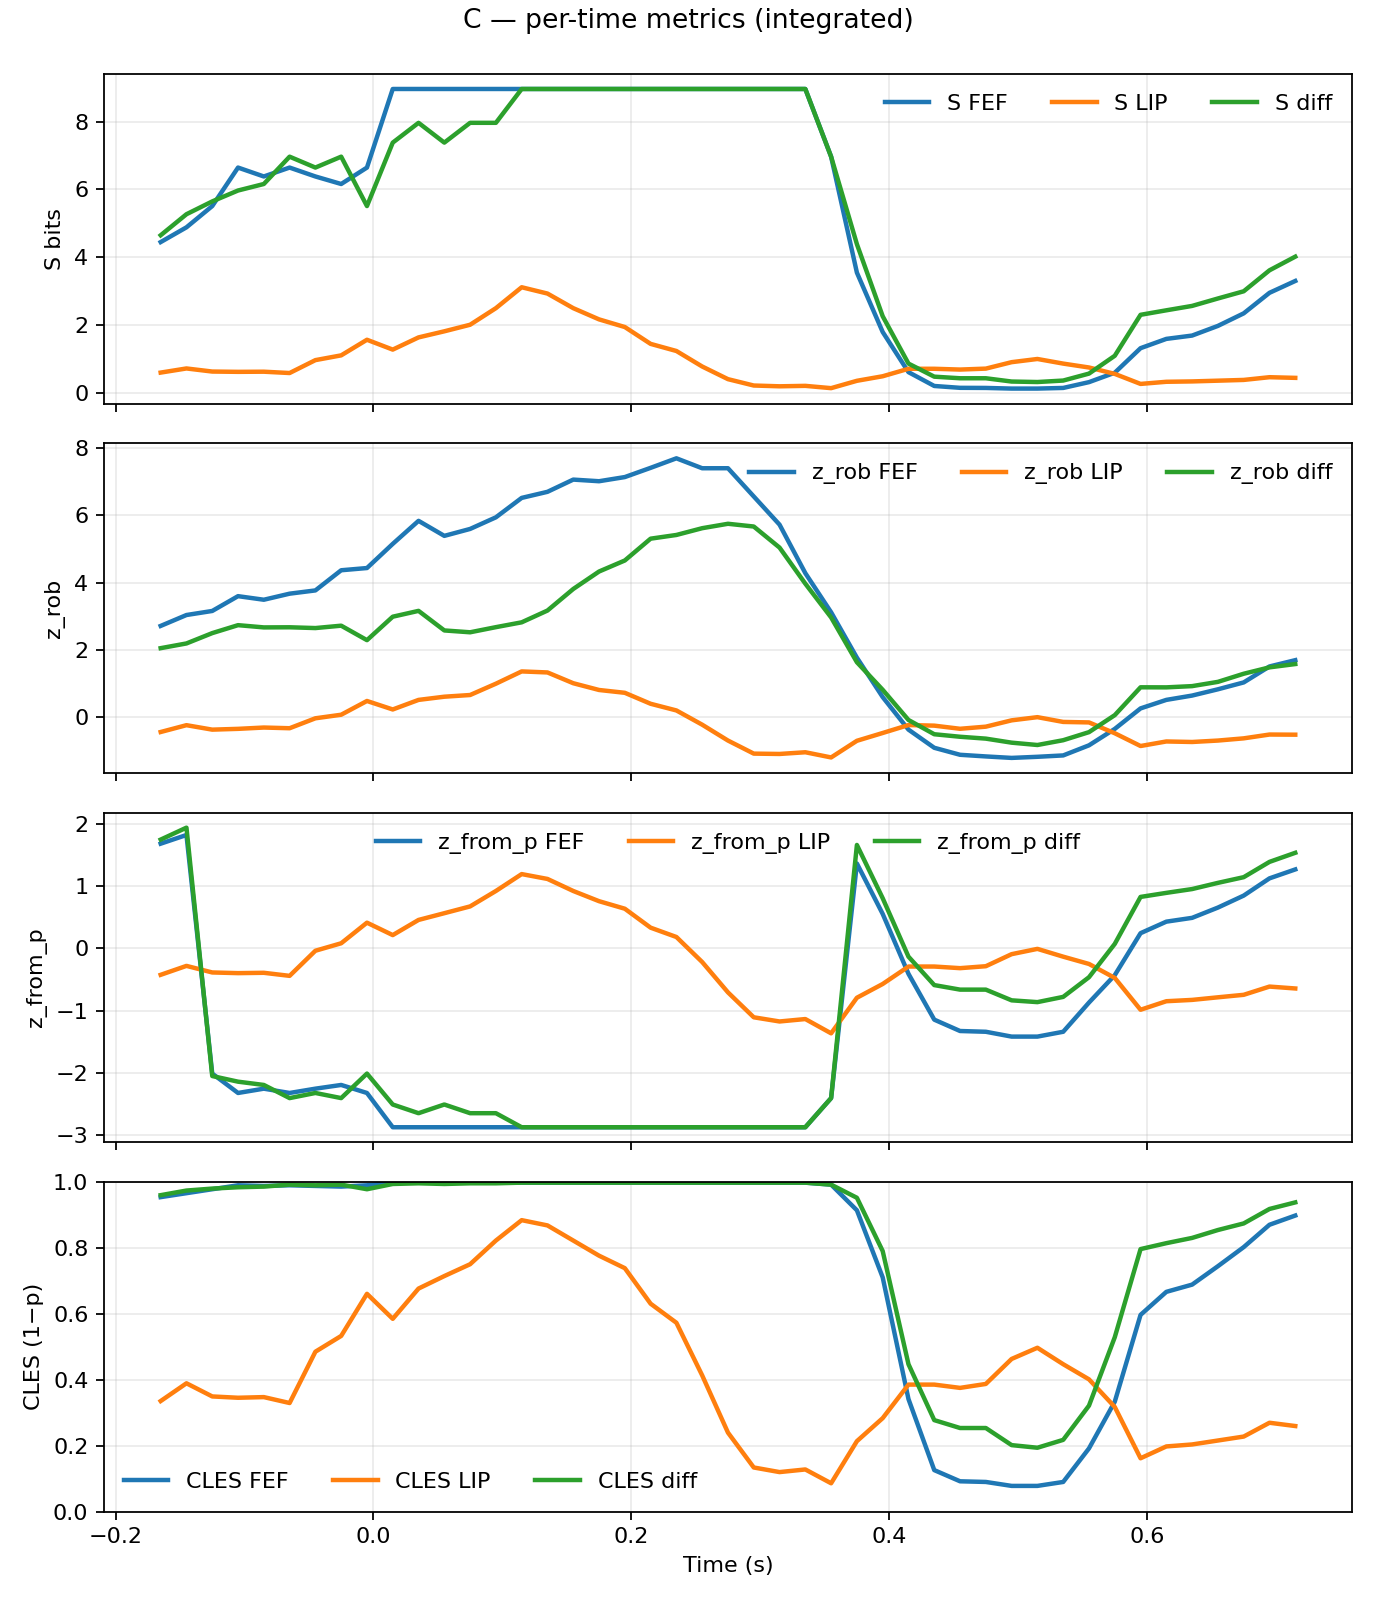 C — per-time metrics (integrated)
S FEF S LIP S diff
8
6
4
2
0
S bits
z_rob FEF z_rob LIP z_rob diff
8
6
4
2
0
z_rob
z_from_p FEF z_from_p LIP z_from_p diff
2
1
0
−1
−2
−3
z_from_p
1.0
0.8
0.6
0.4
0.2
0.0
CLES (1−p)
CLES FEF CLES LIP CLES diff
−0.2 0.0 0.2 0.4 0.6
Time (s)